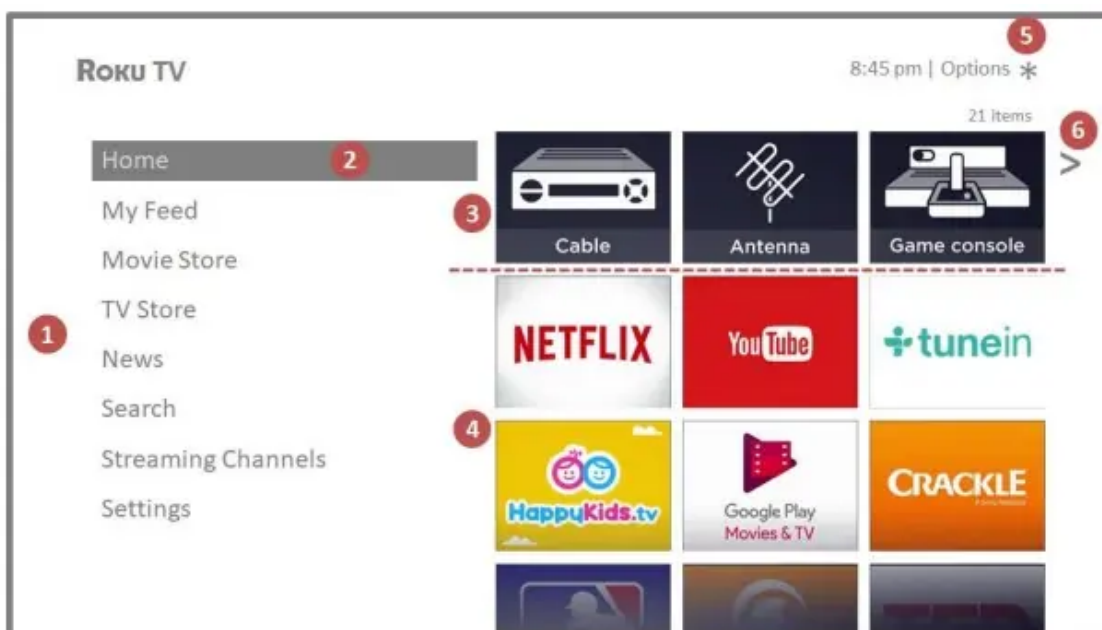 5
ROKU TV
8:45 pm | Options *
21 items
6
Home 2
>
My Feed
3
Movie Store
Cable
Antenna
Game console
TV Store
1
News
Search
Streaming Channels
Settings
NETFLIX
YouTube
tunein
4
HappyKids.tv
Google Play
Movies & TV
CRACKLE